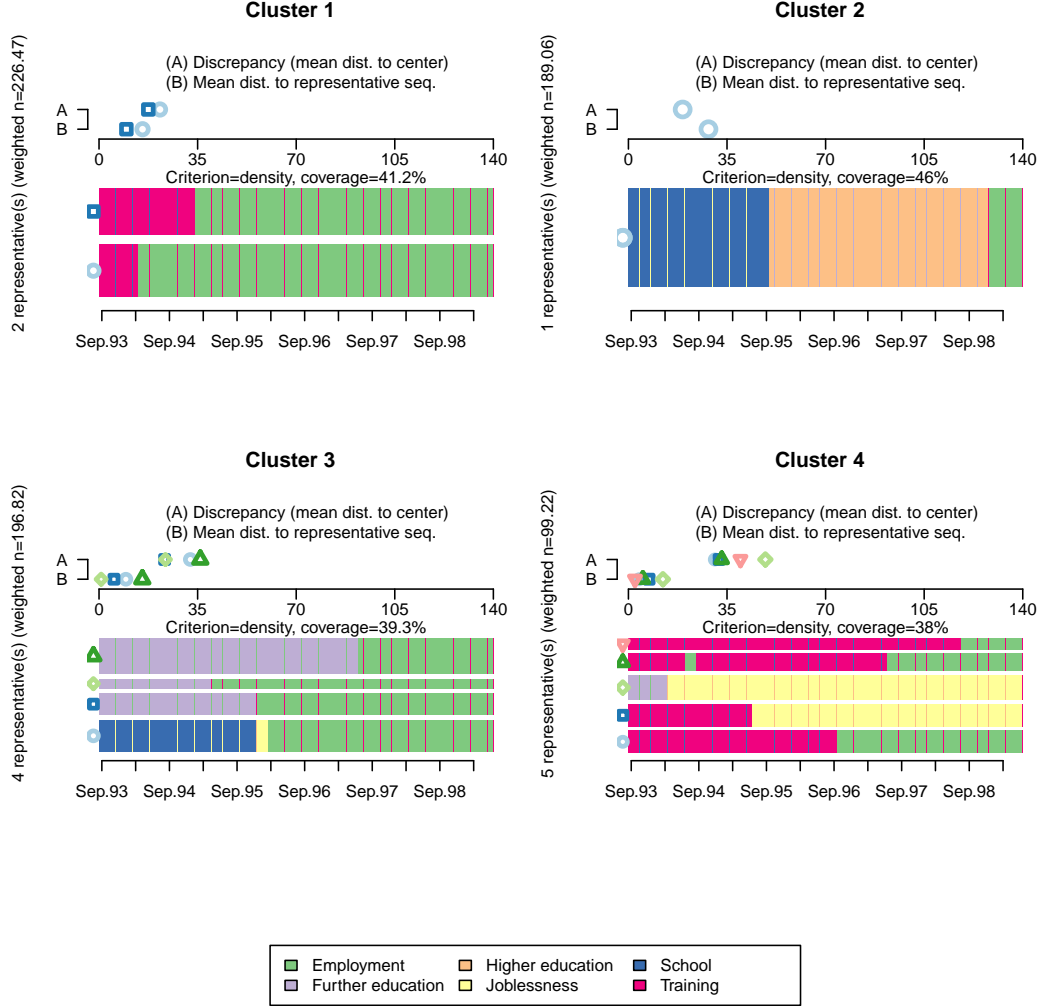 Cluster 1
2 representative(s) (weighted n=226.47)
(A) Discrepancy (mean dist. to center)
(B) Mean dist. to representative seq.
A
B
0 35 70 105 140
Criterion=density, coverage=41.2%
Sep.93 Sep.94 Sep.95 Sep.96 Sep.97 Sep.98
Cluster 2
1 representative(s) (weighted n=189.06)
(A) Discrepancy (mean dist. to center)
(B) Mean dist. to representative seq.
0 35 70 105 140
Criterion=density, coverage=46%
Sep.93 Sep.94 Sep.95 Sep.96 Sep.97 Sep.98
Cluster 3
4 representative(s) (weighted n=196.82)
(A) Discrepancy (mean dist. to center)
(B) Mean dist. to representative seq.
A
B
0 35 70 105 140
Criterion=density, coverage=39.3%
Sep.93 Sep.94 Sep.95 Sep.96 Sep.97 Sep.98
Cluster 4
5 representative(s) (weighted n=99.22)
(A) Discrepancy (mean dist. to center)
(B) Mean dist. to representative seq.
A
B
0 35 70 105 140
Criterion=density, coverage=38%
Sep.93 Sep.94 Sep.95 Sep.96 Sep.97 Sep.98
Employment Higher education School
Further education Joblessness Training